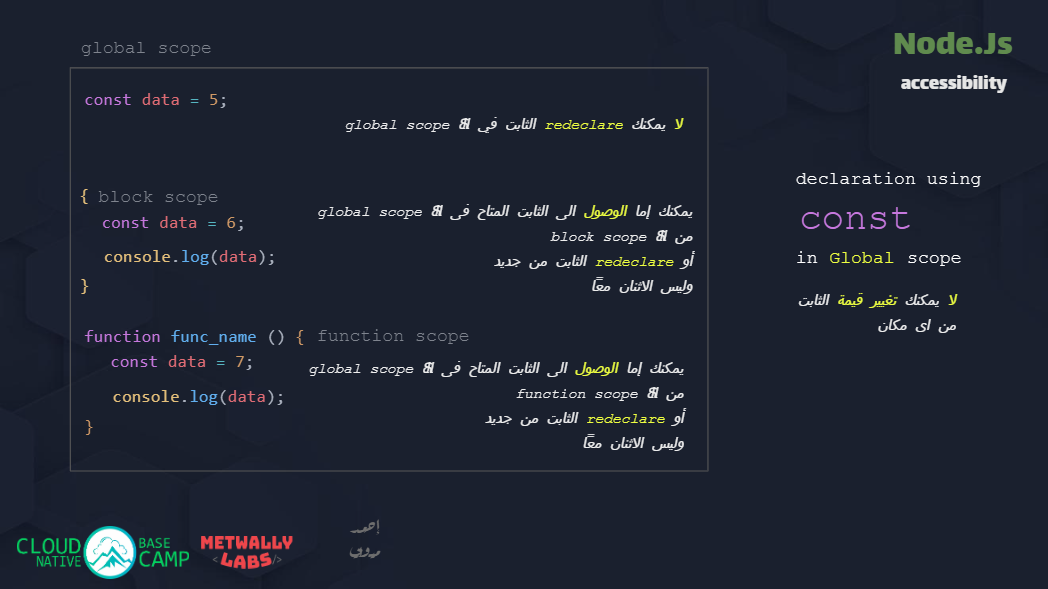 global scope
Node.Js
accessibility
const data = 5;
لا يمكنك redeclare الثابت في الـ global scope
{ block scope
const data = 6;
console.log(data);
}
يمكنك إما الوصول الى الثابت المتاح فى الـ global scope
من الـ block scope
أو redeclare الثابت من جديد
وليس الاثنان معًا
function func_name () { function scope
const data = 7;
console.log(data);
}
يمكنك إما الوصول الى الثابت المتاح فى الـ global scope
من الـ function scope
أو redeclare الثابت من جديد
وليس الاثنان معًا
declaration using
const
in Global scope
لا يمكنك تغيير قيمة الثابت
من اى مكان
CLOUD NATIVE
BASE CAMP
METWALLY
<LABS/>
أحمد